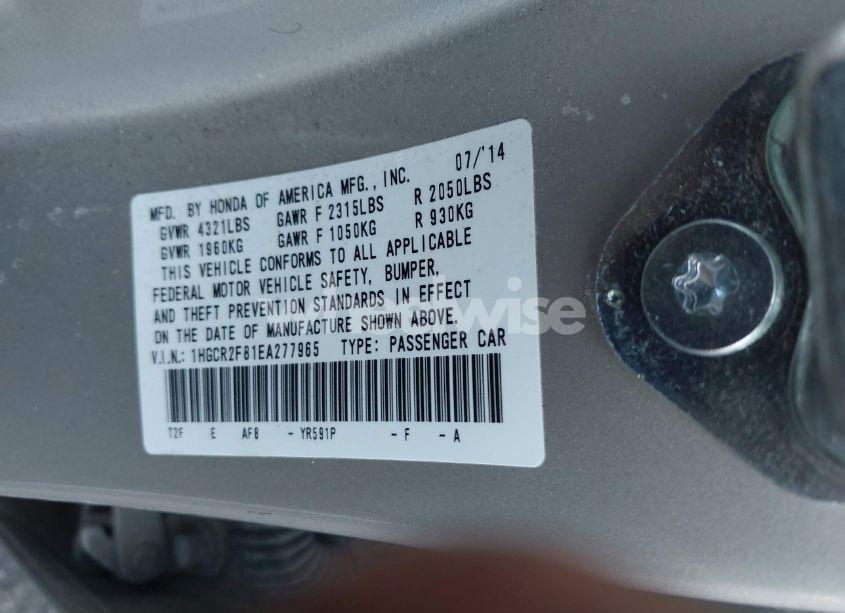 07/'14
MFD. BY HONDA OF AMERICA MFG., INC.
GVWR 4321LBS GAWR F 2315LBS R 2050LBS
GVWR 1960KG GAWR F 1050KG R 930KG
THIS VEHICLE CONFORMS TO ALL APPLICABLE
FEDERAL MOTOR VEHICLE SAFETY, BUMPER,
AND THEFT PREVENTION STANDARDS IN EFFECT
ON THE DATE OF MANUFACTURE SHOWN ABOVE.
V.I.N.: 1HGCR2F81EA277965 TYPE: PASSENGER CAR
T2F E AF8 - YR591P - F - A